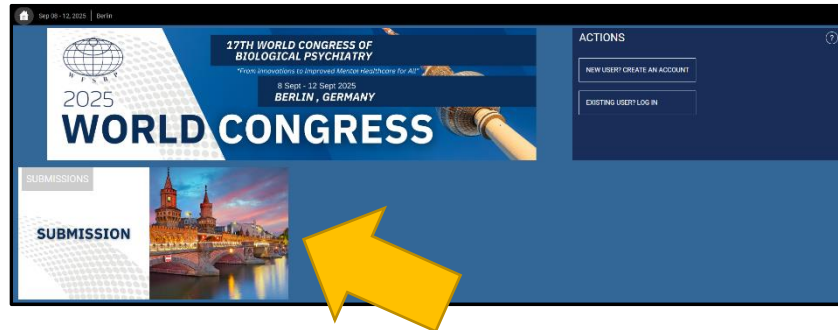 Sep 08 - 12, 2025 | Berlin
WFSBP
17TH WORLD CONGRESS OF
BIOLOGICAL PSYCHIATRY
"From Innovations to Improved Mental Healthcare for All"
8 Sept - 12 Sept 2025
BERLIN , GERMANY
2025
WORLD CONGRESS
ACTIONS
?
NEW USER? CREATE AN ACCOUNT
EXISTING USER? LOG IN
SUBMISSIONS
SUBMISSION